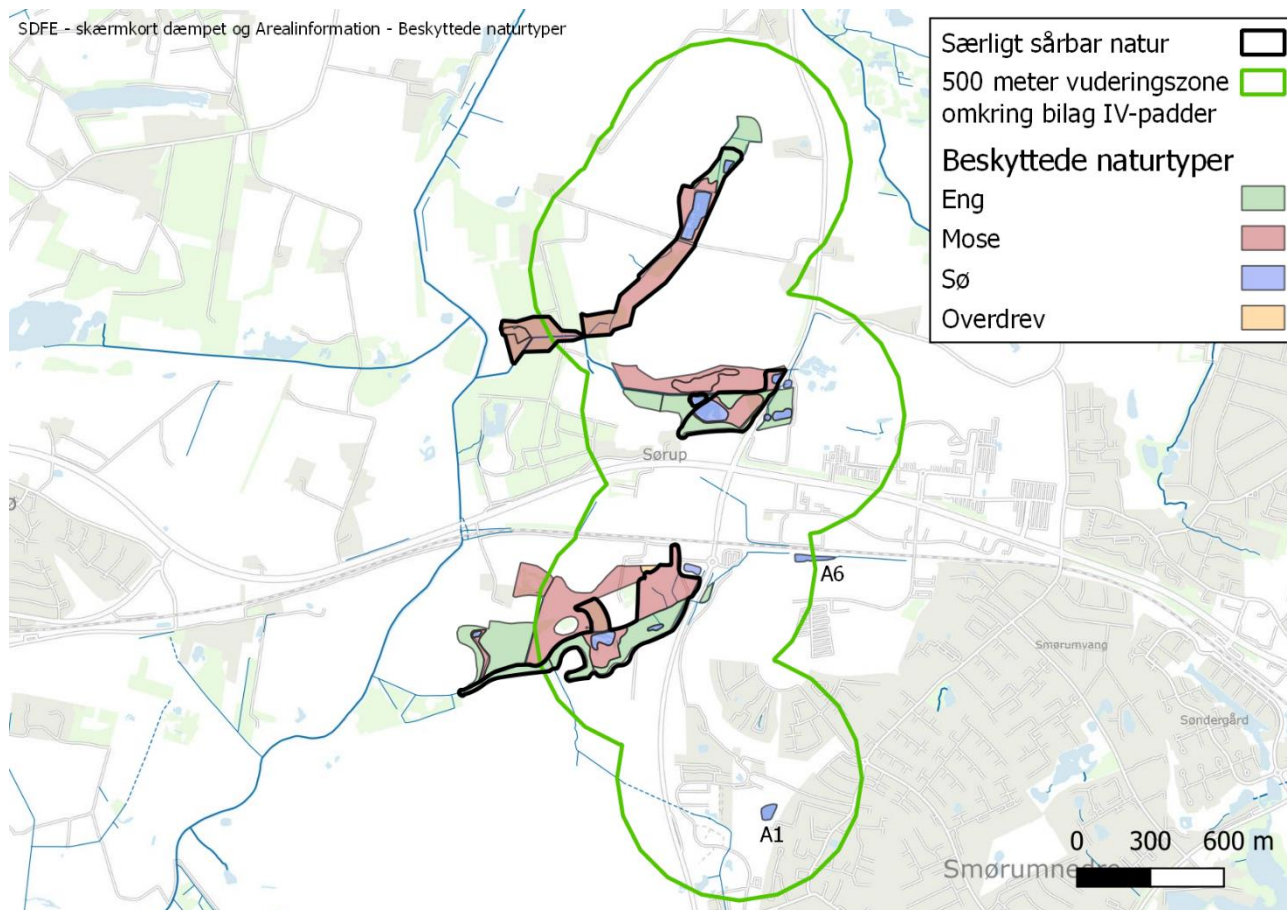 SDFE - skærmkort dæmpet og Arealinformation - Beskyttede naturtyper
Særligt sårbar natur
500 meter vuderingszone
omkring bilag IV-padder
Beskyttede naturtyper
Eng
Mose
Sø
Overdrev
Sørup
ø
A6
Smørumvang
Søndergård
A1
Smørumnedre
0 300 600 m